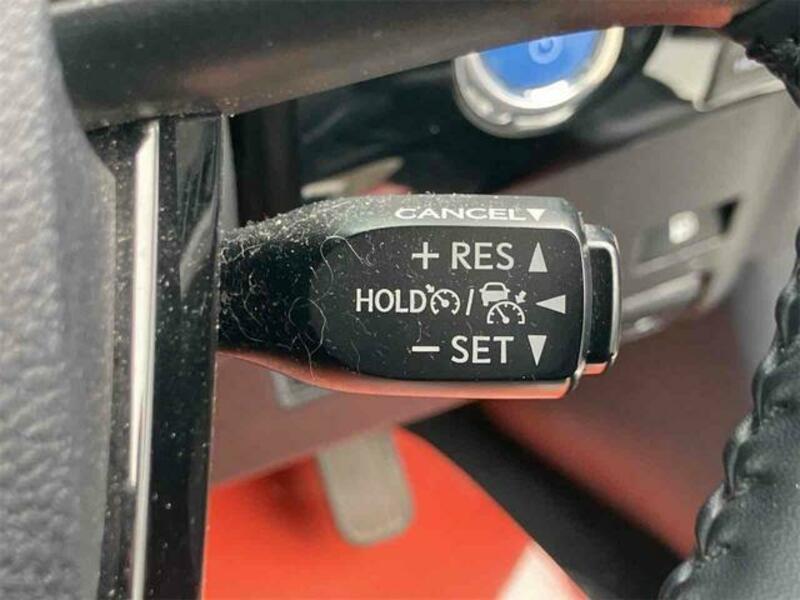 CANCEL▼
+ RES ▲
HOLD / ◀
− SET ▼